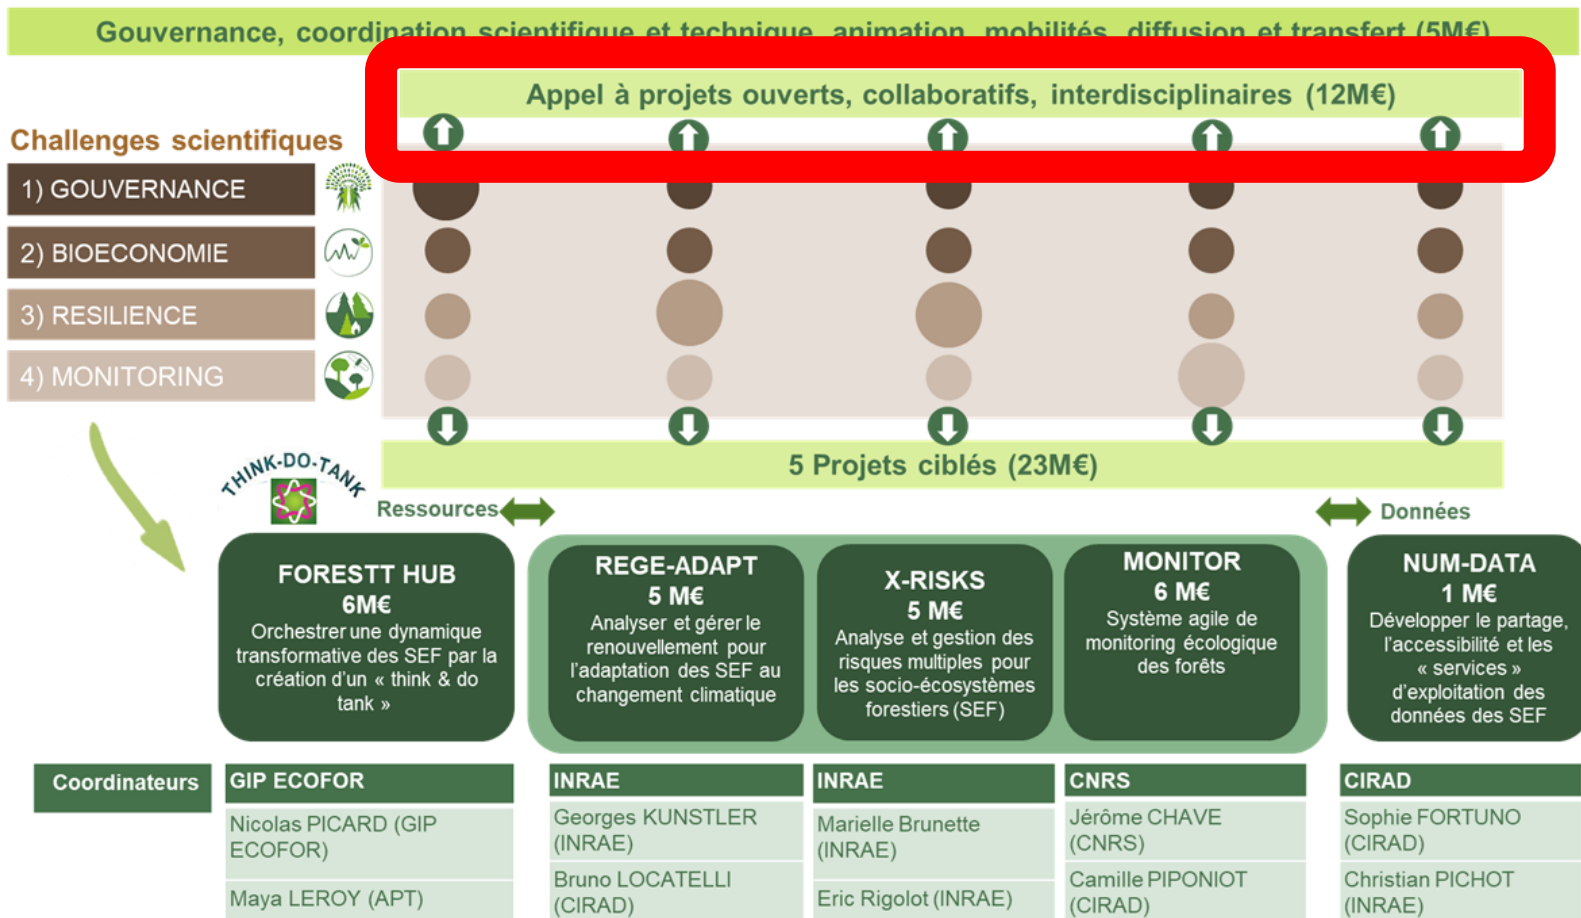 Gouvernance, coordination scientifique et technique, animation, mobilités, diffusion et transfert (5M€)
Appel à projets ouverts, collaboratifs, interdisciplinaires (12M€)
Challenges scientifiques
1) GOUVERNANCE
2) BIOECONOMIE
3) RESILIENCE
4) MONITORING
5 Projets ciblés (23M€)
THINK-DO-TANK
Ressources
Données
FORESTT HUB
6M€
Orchestrer une dynamique
transformative des SEF par la
création d'un « think & do
tank »
REGE-ADAPT
5 M€
Analyser et gérer le
renouvellement pour
l'adaptation des SEF au
changement climatique
X-RISKS
5 M€
Analyse et gestion des
risques multiples pour
les socio-écosystèmes
forestiers (SEF)
MONITOR
6 M€
Système agile de
monitoring écologique
des forêts
NUM-DATA
1 M€
Développer le partage,
l'accessibilité et les
« services »
d'exploitation des
données des SEF
Coordinateurs
GIP ECOFOR
Nicolas PICARD (GIP
ECOFOR)
Maya LEROY (APT)
INRAE
Georges KUNSTLER
(INRAE)
Bruno LOCATELLI
(CIRAD)
INRAE
Marielle Brunette
(INRAE)
Eric Rigolot (INRAE)
CNRS
Jérôme CHAVE
(CNRS)
Camille PIPONIOT
(CIRAD)
CIRAD
Sophie FORTUNO
(CIRAD)
Christian PICHOT
(INRAE)